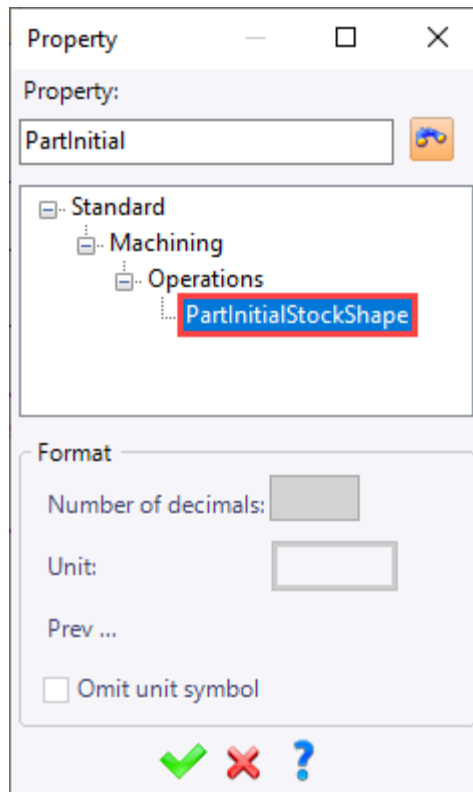 Property
Property:
PartInitial
Standard
Machining
Operations
PartInitialStockShape
Format
Number of decimals:
Unit:
Prev ...
Omit unit symbol